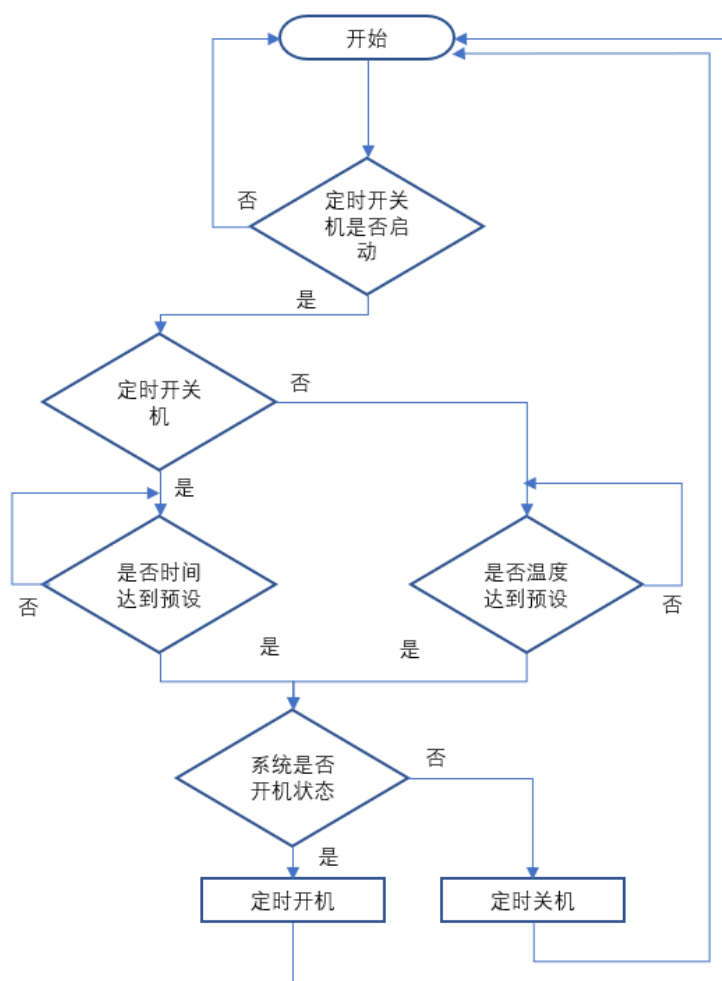 开始
否
定时开关
机是否启
动
是
定时开关
机
否
是
是否时间
达到预设
否
是否温度
达到预设
否
是
是
系统是否
开机状态
否
是
定时开机
定时关机